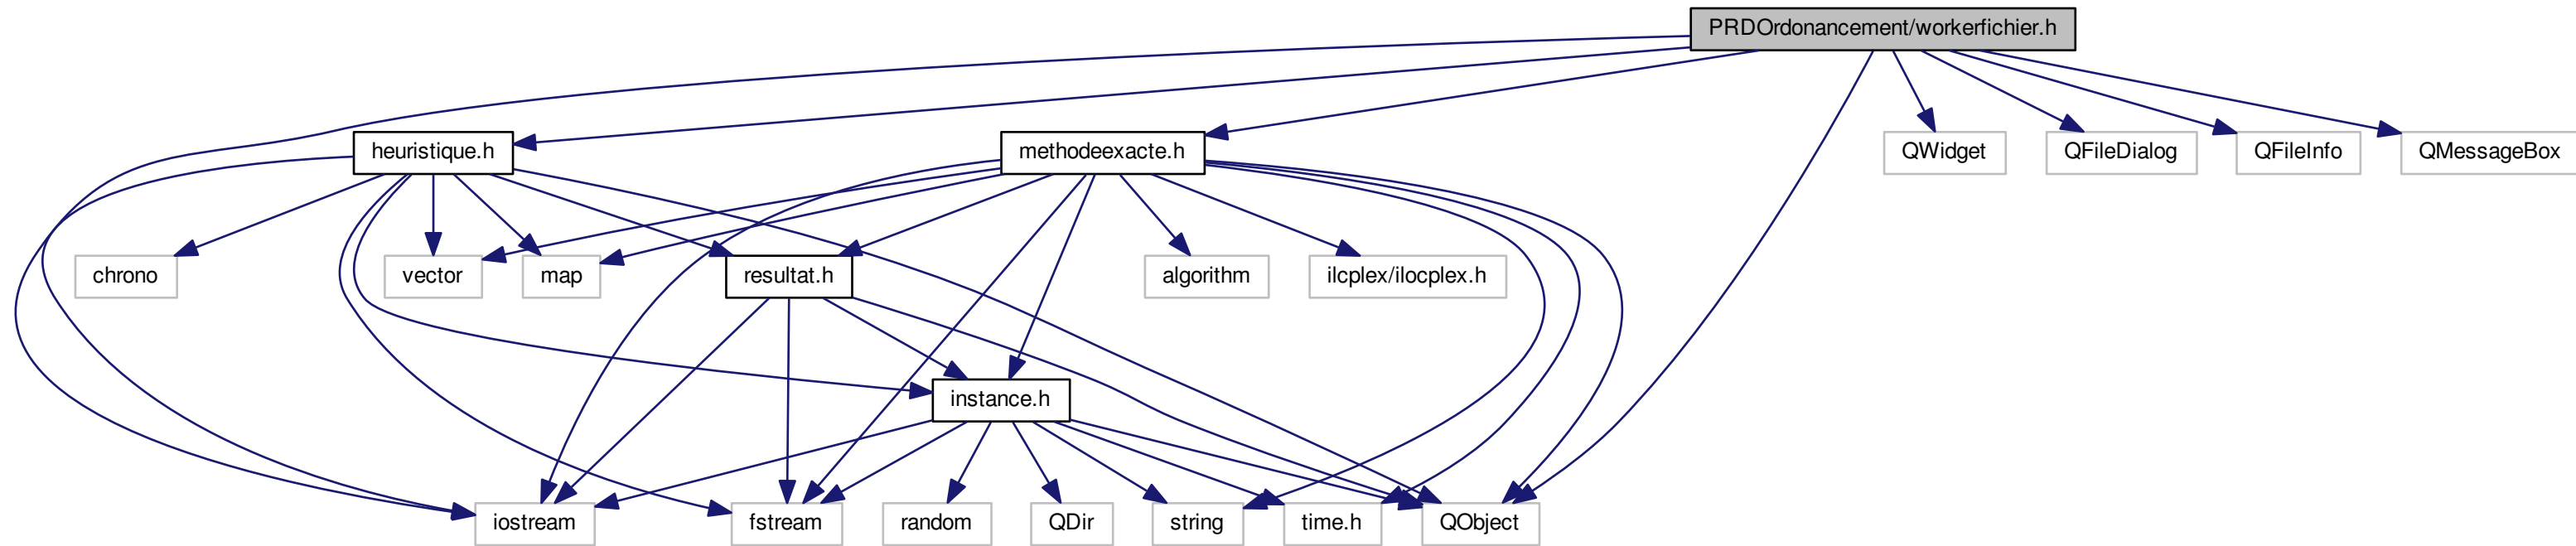 PRDOrdonancement/workerfichier.h
heuristique.h
methodeexacte.h
QWidget
QFileDialog
QFileInfo
QMessageBox
chrono
vector
map
resultat.h
algorithm
ilcplex/ilocplex.h
instance.h
iostream
fstream
random
QDir
string
time.h
QObject